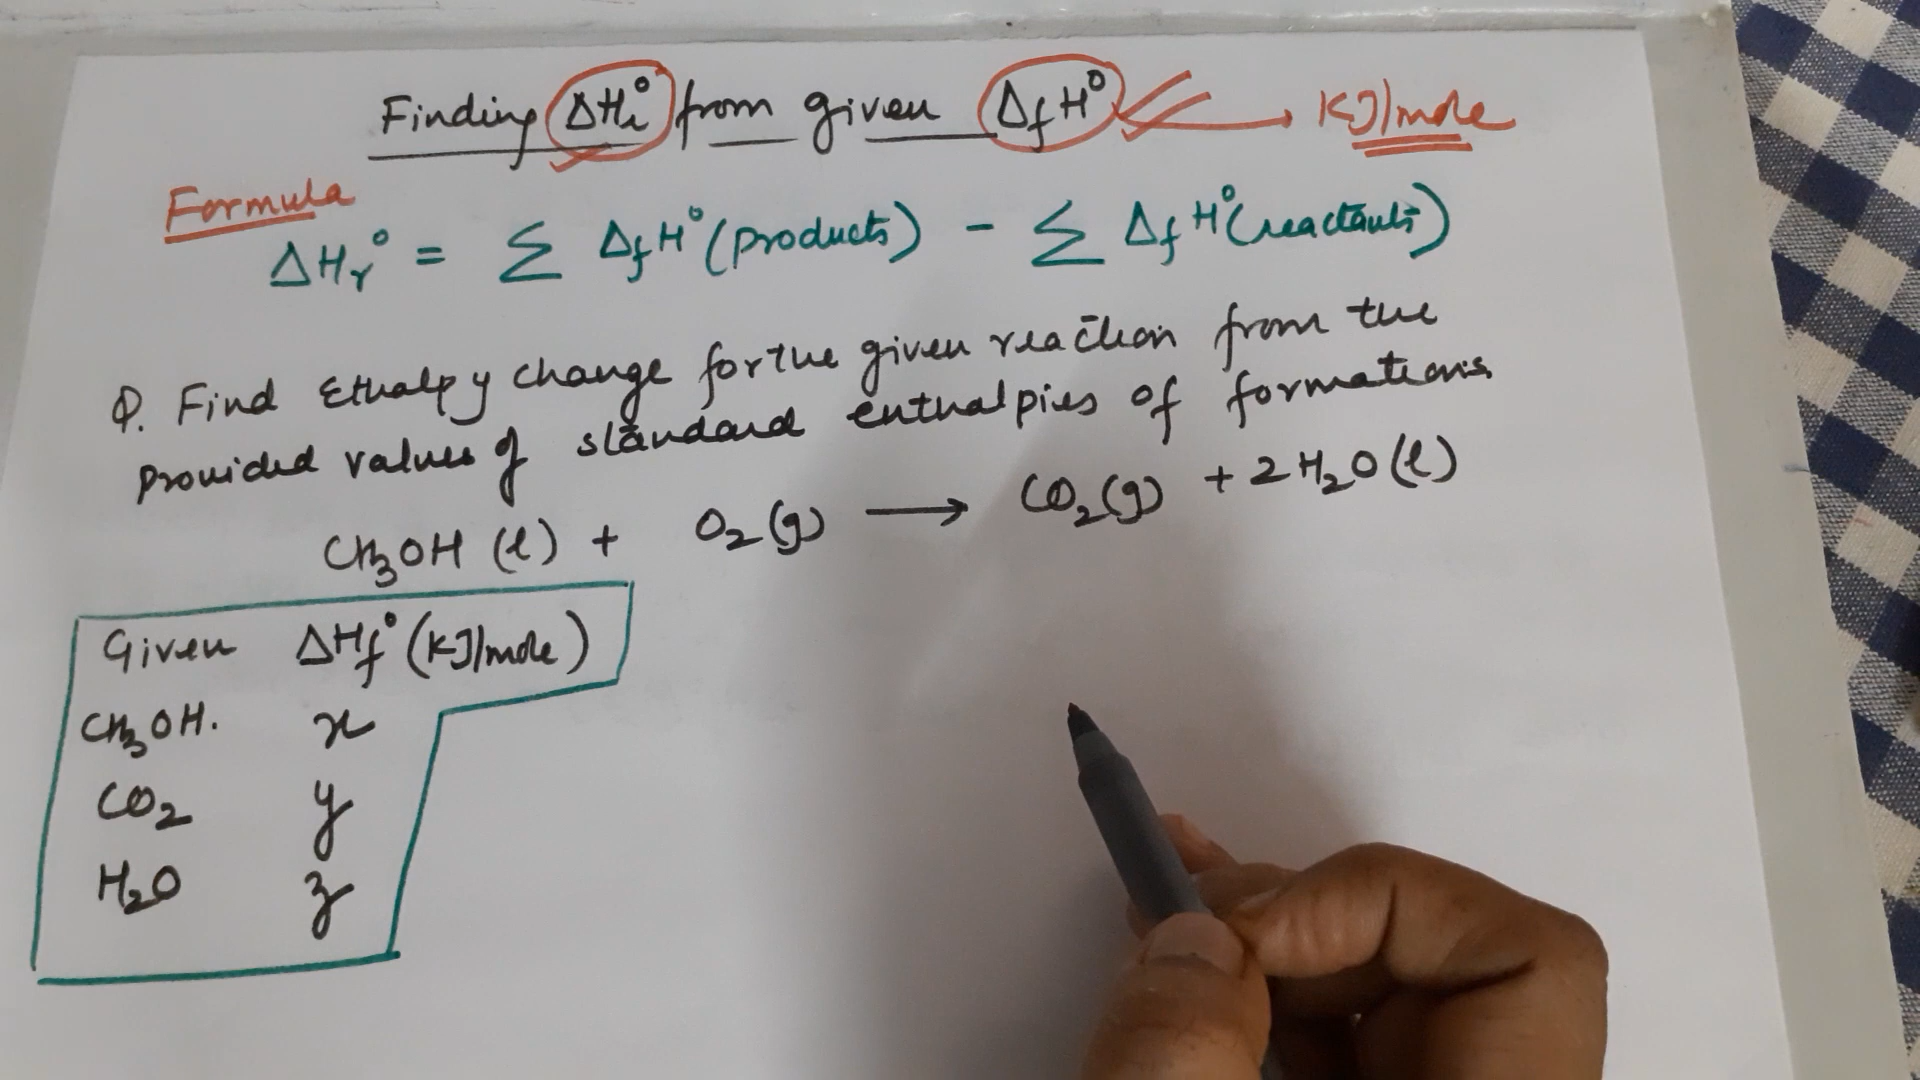 Finding ΔHr° from given ΔfH° → KJ/mole
Formula
ΔHr° = Σ ΔfH°(products) - Σ ΔfH°(reactants)
Q. Find Ethalpy change for the given reaction from the
provided values of standard enthalpies of formations.
CH3OH (l) + O2(g) → CO2(g) + 2H2O(l)
Given ΔHf° (KJ/mole)
CH3OH. x
CO2 y
H2O z